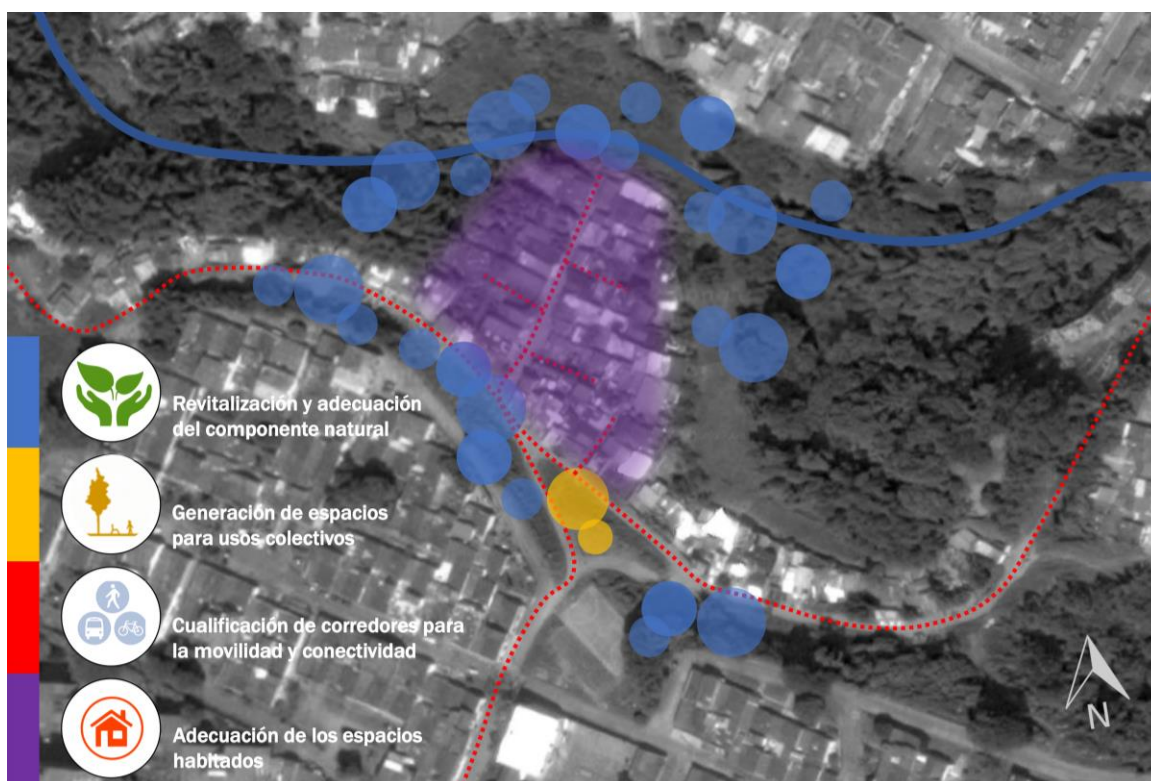 Revitalización y adecuación
del componente natural
Generación de espacios
para usos colectivos
Cualificación de corredores para
la movilidad y conectividad
Adecuación de los espacios
habitados
N